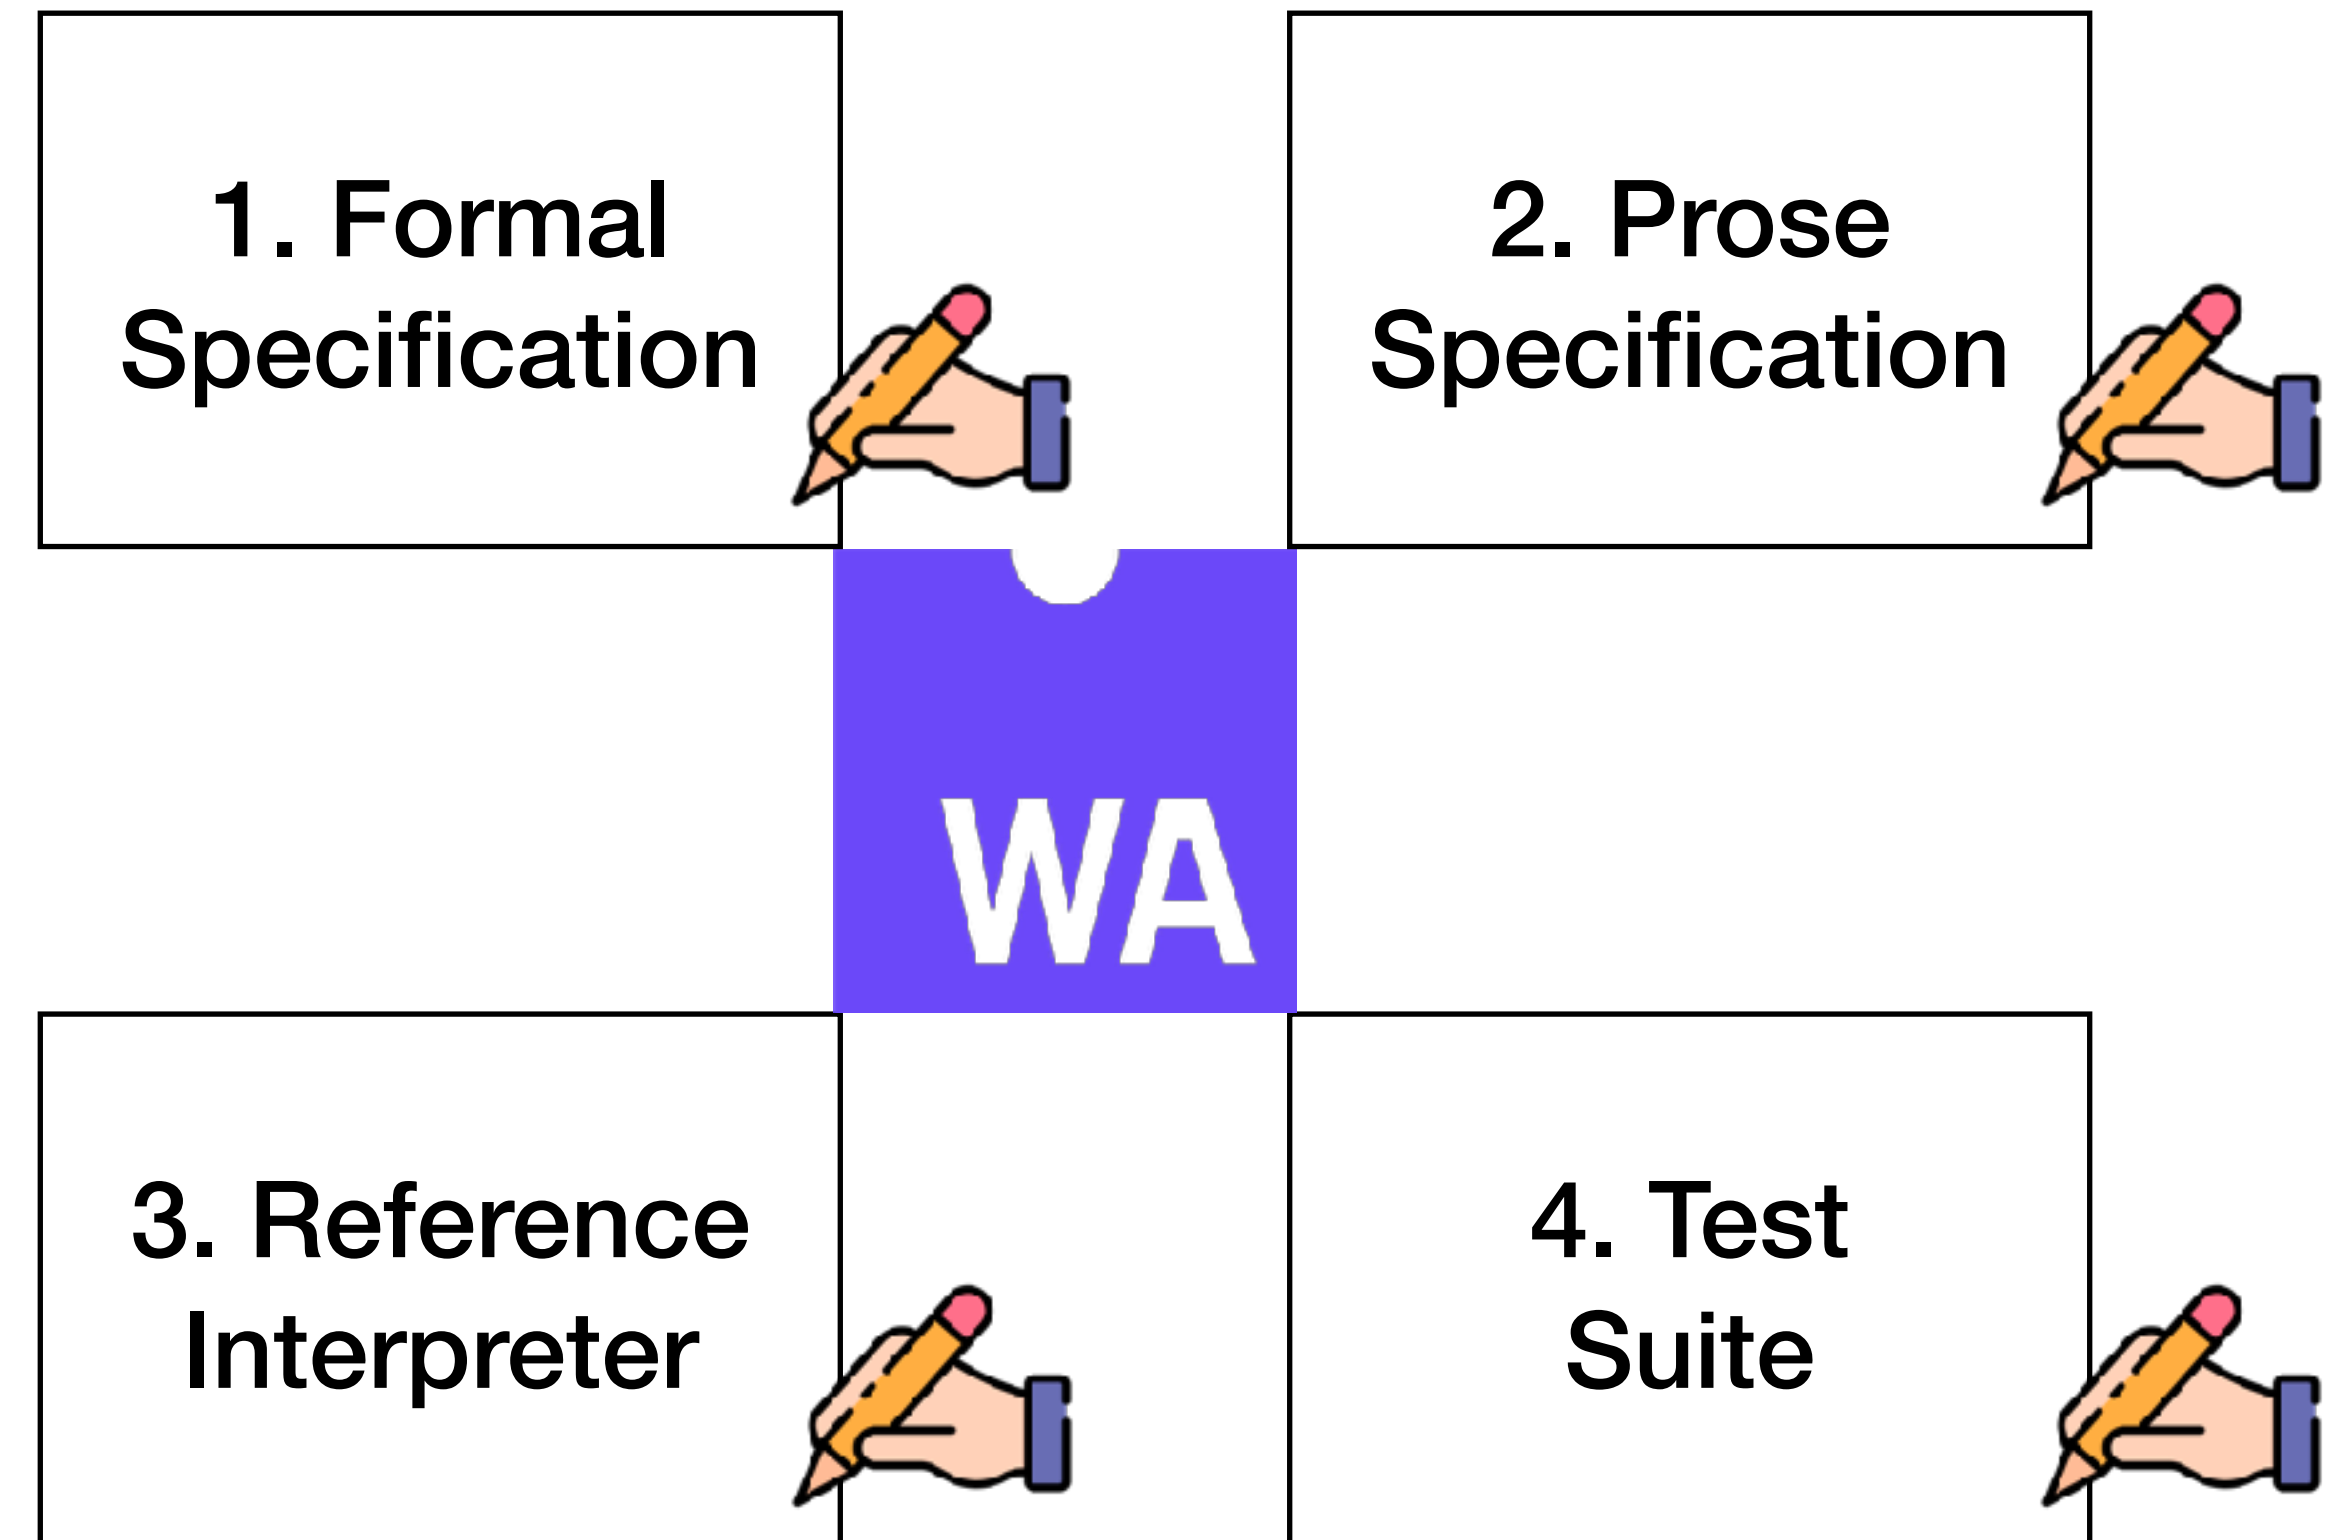 1. Formal
Specification
2. Prose
Specification
WA
3. Reference
Interpreter
4. Test
Suite